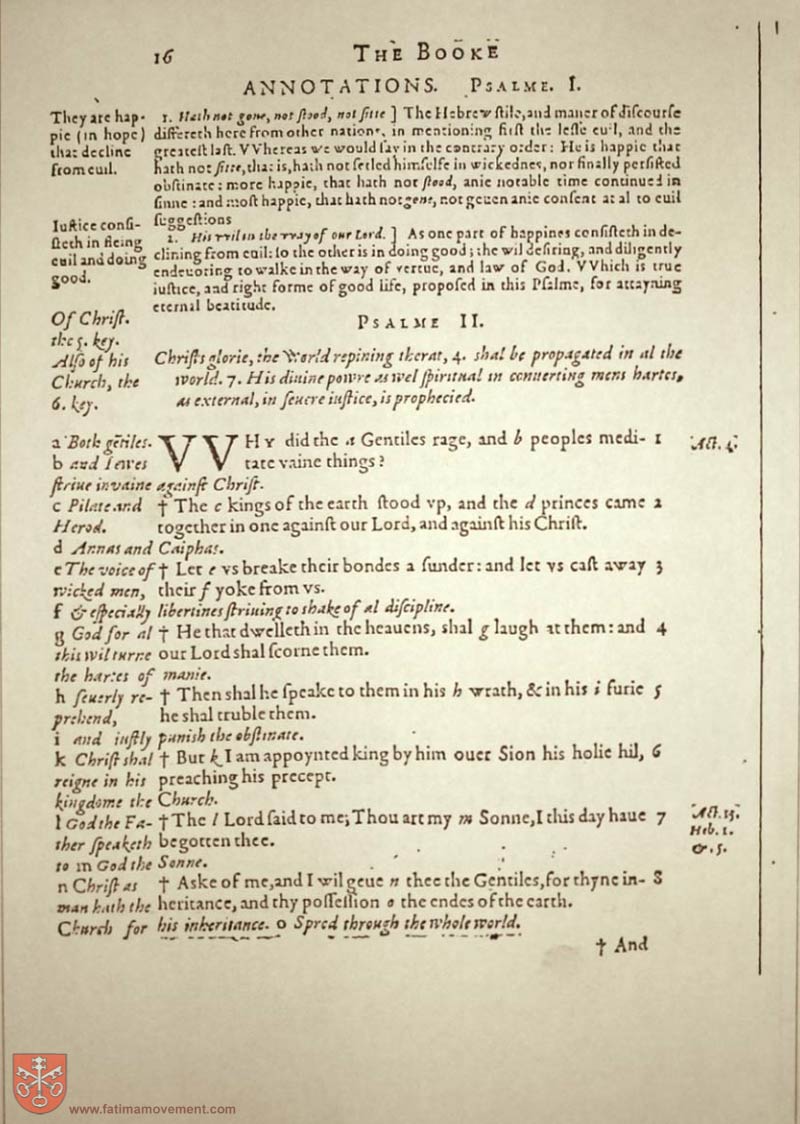 16
THE BOOKE
ANNOTATIONS. PSALME. I.
They are hap-
pie (in hope)
that decline
from euil.
1. Hath not gone, not ſtood, not ſitte ] The Hebrew ſtile, and maner of diſcourſe
differeth here from other nations, in mentioning firſt the leſſe euil, and the
greateſt laſt. VVhereas we would ſay in the contrary order: He is happie that
hath not ſitte, that is, hath not ſetled himſelfe in wickednes, nor finally perſiſted
obſtinate: more happie, that hath not ſtood, anie notable time continued in
ſinne: and moſt happie, that hath not gone, not geuen anie conſent at al to euil
ſuggeſtions
Iuſtice conſi-
ſteth in fleing
euil and doing
good.
2. His wil in the way of our Lord. ] As one part of happines conſiſteth in de-
clining from euil: ſo the other is in doing good; the wil deſiring, and diligently
endeuoring to walke in the way of vertue, and law of God. VVhich is true
iuſtice, and right forme of good life, propoſed in this Pſalme, for attayning
eternal beatitude.
PSALME II.
Of Chriſt.
the 5. key.
Alſo of his
Church, the
6. key.
Chriſts glorie, the World repining therat, 4. shal be propagated in al the
world. 7. His diuine powre as wel ſpiritual in conuerting mens hartes,
as external, in ſeuere iuſtice, is prophecied.
a Both gẽtiles.
b and Iewes
ſtriue in vaine againſt Chriſt.
VVHY did the a Gentiles rage, and b peoples medi- 1
tate vaine things?
Act. 4.
c Pilate and
Herod.
d Annas and Caiphas.
† The c kings of the earth ſtood vp, and the d princes came 2
together in one againſt our Lord, and againſt his Chriſt.
e The voice of
wicked men,
f & eſpecially libertines ſtriuing to shake of al diſcipline.
† Let e vs breake their bondes a ſunder: and let vs caſt away 3
their f yoke from vs.
g God for al
this wil turne
the hartes of manie.
† He that dwelleth in the heauens, shal g laugh at them: and 4
our Lord shal ſcorne them.
h ſeuerly re-
prehend,
i and iuſtly punish the obſtinate.
† Then shal he ſpeake to them in his h wrath, & in his i furie 5
he shal truble them.
k Chriſt shal
reigne in his
kingdome the Church.
† But k I am appoynted king by him ouer Sion his holie hil, 6
preaching his precept.
l God the Fa-
ther ſpeaketh
to m God the Sonne.
† The l Lord ſaid to me; Thou art my m Sonne, I this day haue 7
begotten thee.
Act. 13.
Heb. 1.
& . 5.
n Chriſt as
man hath the
Church for his inheritance. o Spred through the whole world.
† Aske of me, and I wil geue n thee the Gentiles, for thyne in- 8
heritance, and thy poſſeſſion o the endes of the earth.
† And
www.fatimamovement.com